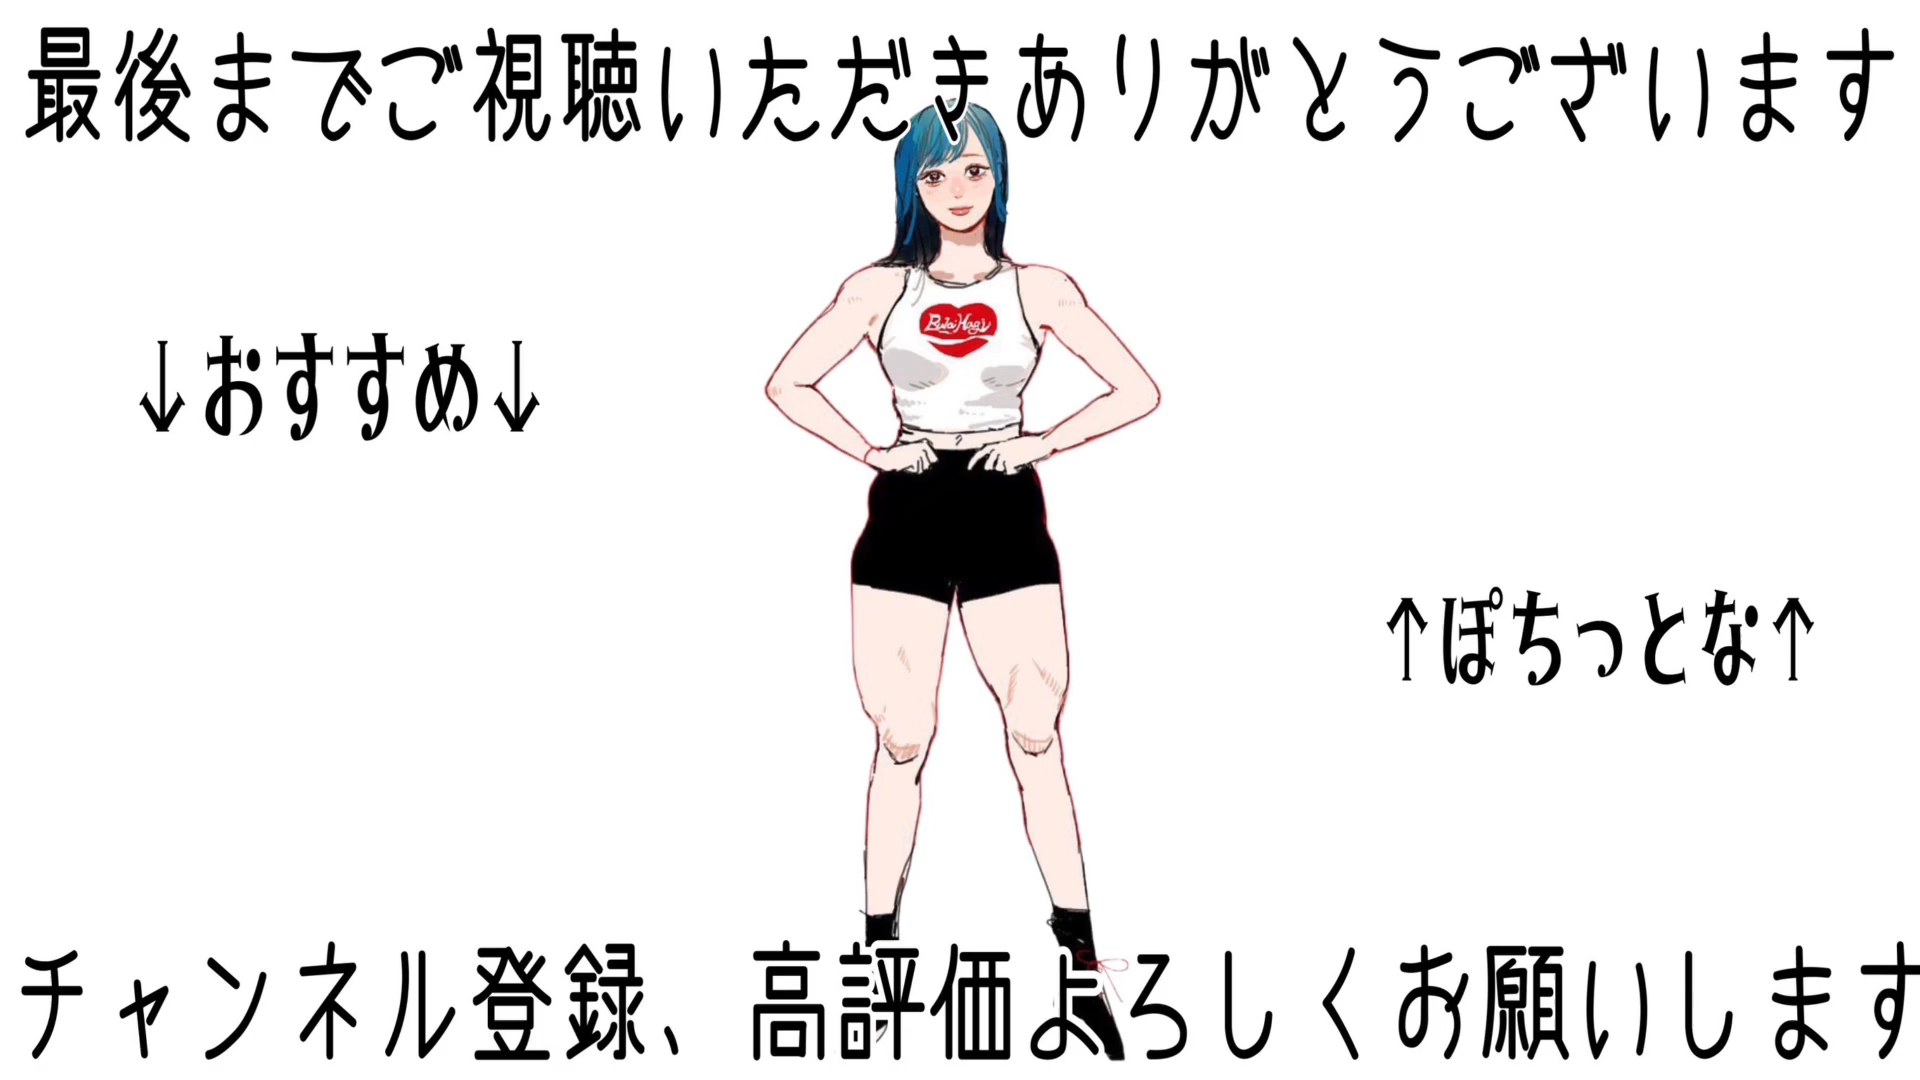 最後までご視聴いただきありがとうございます
Bulai Hagi
↓おすすめ↓
↑ぽちっとな↑
チャンネル登録、高評価よろしくお願いします